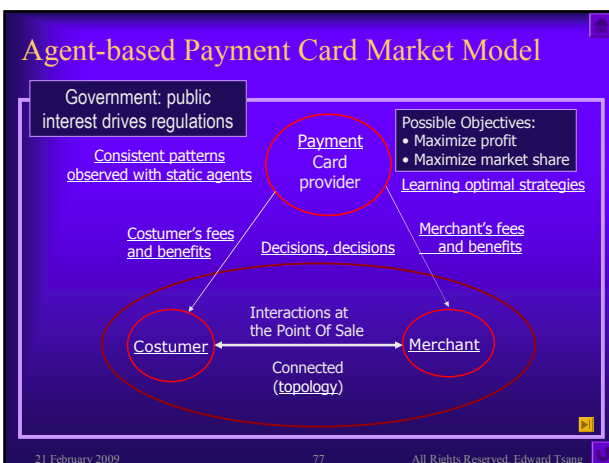 Agent-based Payment Card Market Model
Government: public
interest drives regulations
Payment
Card
provider
Possible Objectives:
• Maximize profit
• Maximize market share
Consistent patterns
observed with static agents
Learning optimal strategies
Costumer's fees
and benefits
Decisions, decisions
Merchant's fees
and benefits
Interactions at
the Point Of Sale
Costumer
Merchant
Connected
(topology)
21 February 2009
77
All Rights Reserved, Edward Tsang